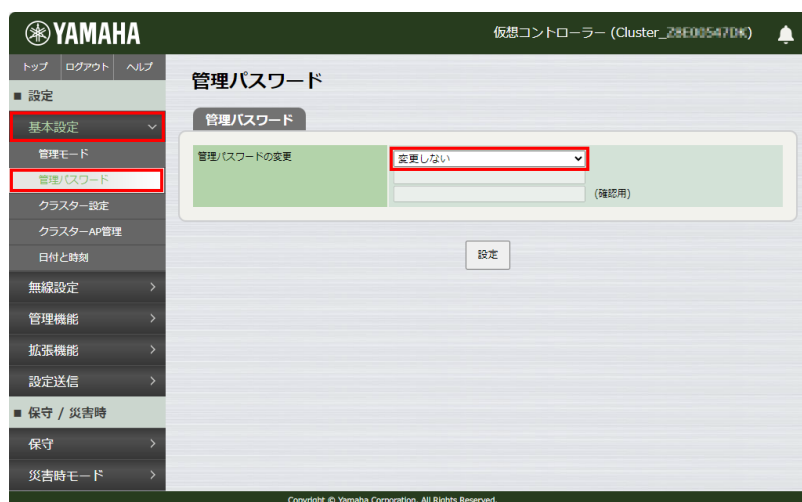 YAMAHA
仮想コントローラー (Cluster_)
トップ ログアウト ヘルプ
■ 設定
基本設定
管理モード
管理パスワード
クラスター設定
クラスターAP管理
日付と時刻
無線設定
管理機能
拡張機能
設定送信
■ 保守 / 災害時
保守
災害時モード
管理パスワード
管理パスワード
管理パスワードの変更
変更しない
(確認用)
設定
Copyright © Yamaha Corporation. All Rights Reserved.